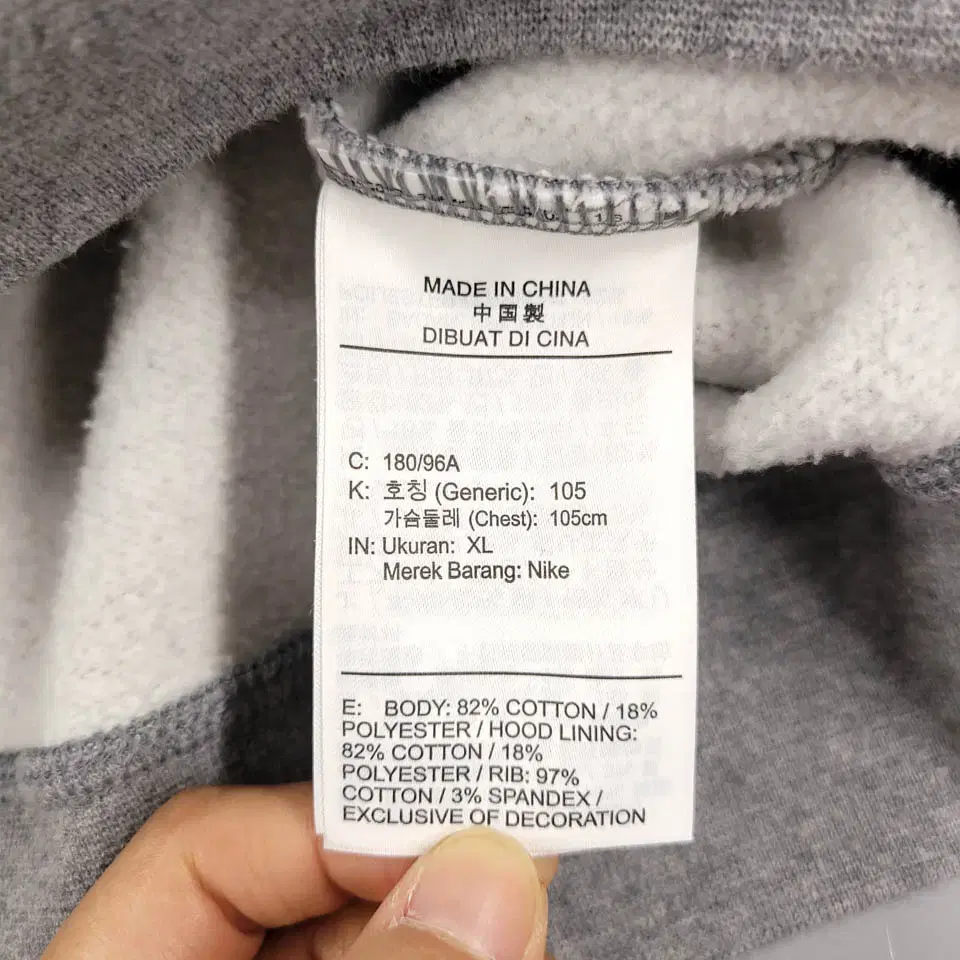 MADE IN CHINA
中国製
DIBUAT DI CINA
C: 180/96A
K: 호칭 (Generic): 105
가슴둘레 (Chest): 105cm
IN: Ukuran: XL
Merek Barang: Nike
E: BODY: 82% COTTON / 18%
POLYESTER / HOOD LINING:
82% COTTON / 18%
POLYESTER / RIB: 97%
COTTON / 3% SPANDEX /
EXCLUSIVE OF DECORATION